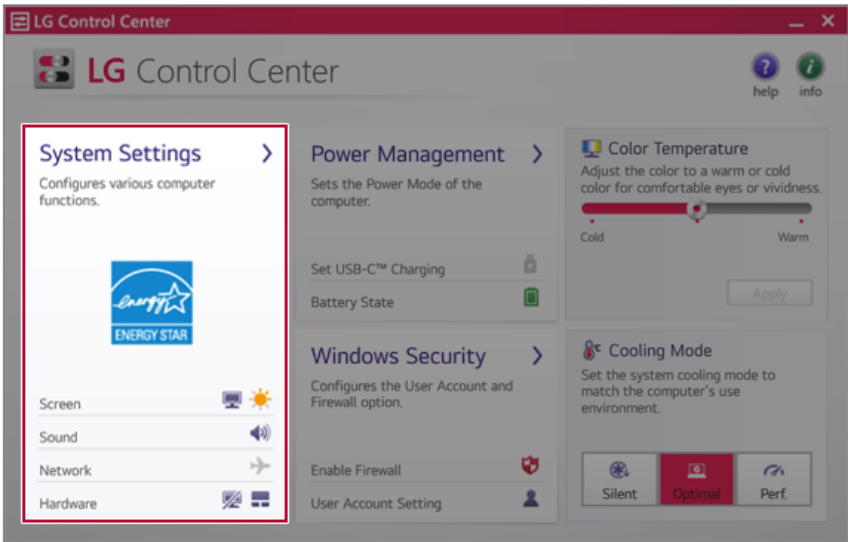 LG Control Center
LG Control Center
help
info
System Settings
Configures various computer
functions.
energy
ENERGY STAR
Screen
Sound
Network
Hardware
Power Management
Sets the Power Mode of the
computer.
Set USB-C™ Charging
Battery State
Windows Security
Configures the User Account and
Firewall option.
Enable Firewall
User Account Setting
Color Temperature
Adjust the color to a warm or cold
color for comfortable eyes or vividness.
Cold
Warm
Apply
Cooling Mode
Set the system cooling mode to
match the computer's use
environment.
Silent
Optimal
Perf.